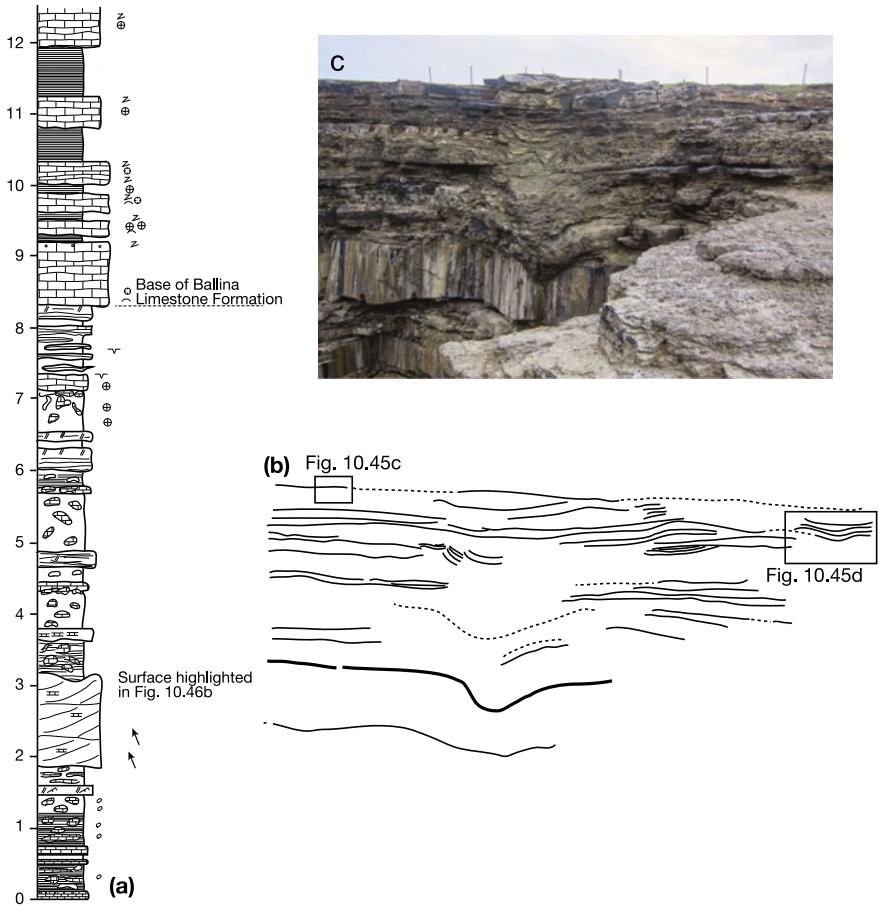 12
11
10
9
8
7
6
5
4
3
2
1
0
Base of Ballina
Limestone Formation
Surface highlighted
in Fig. 10.46b
(a)
C
(b) Fig. 10.45c
Fig. 10.45d